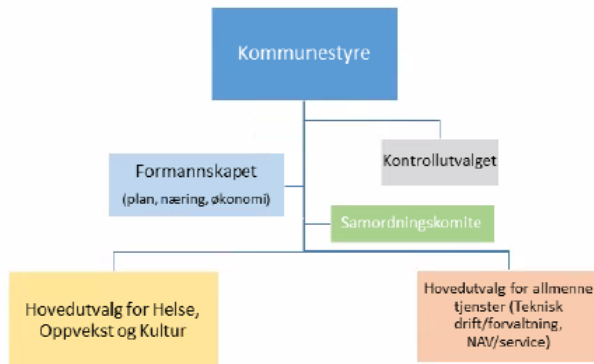 Kommunestyre
Kontrollutvalget
Formannskapet
(plan, næring, økonomi)
Samordningskomite
Hovedutvalg for Helse,
Oppvekst og Kultur
Hovedutvalg for allmenne
tjenster (Teknisk
drift/forvaltning,
NAV/service)